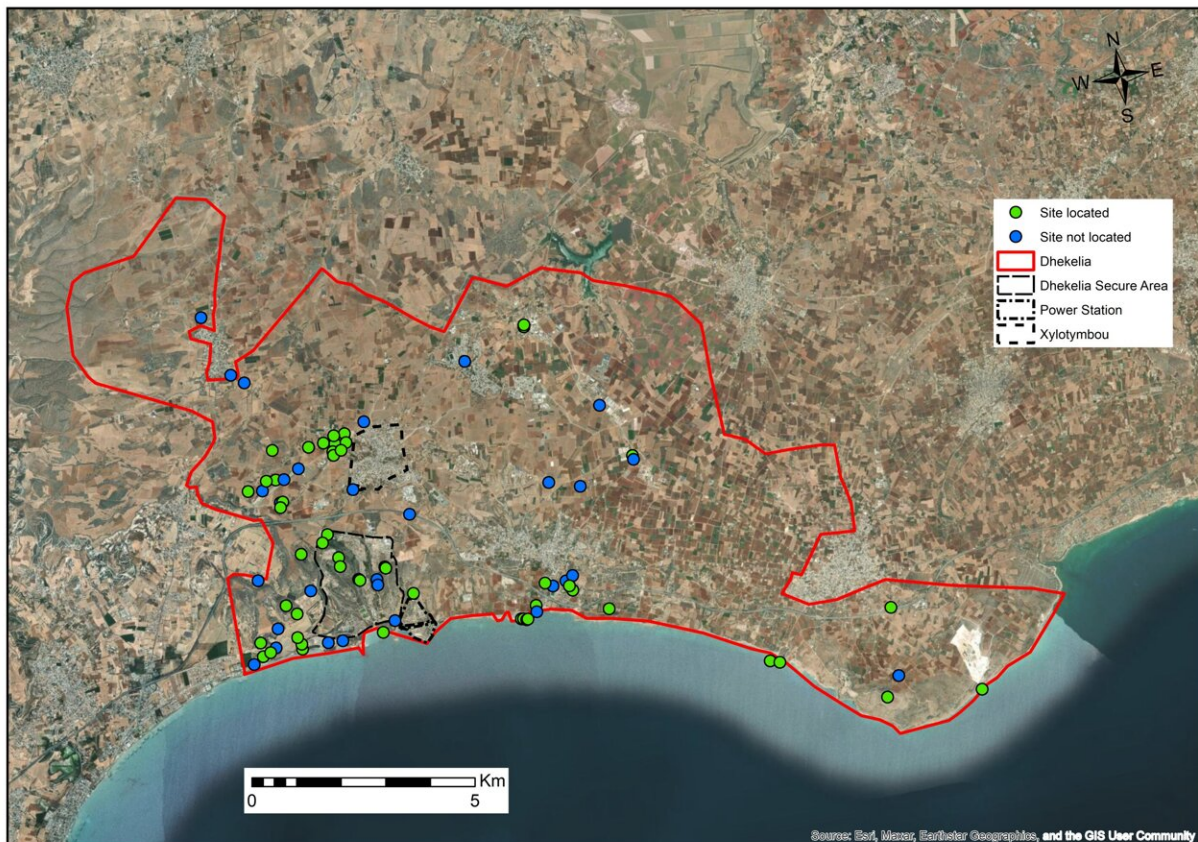 N
W E
S
Site located
Site not located
Dhekelia
Dhekelia Secure Area
Power Station
Xylotymbou
Km
0 5
Source: Esri, Maxar, Earthstar Geographics, and the GIS User Community